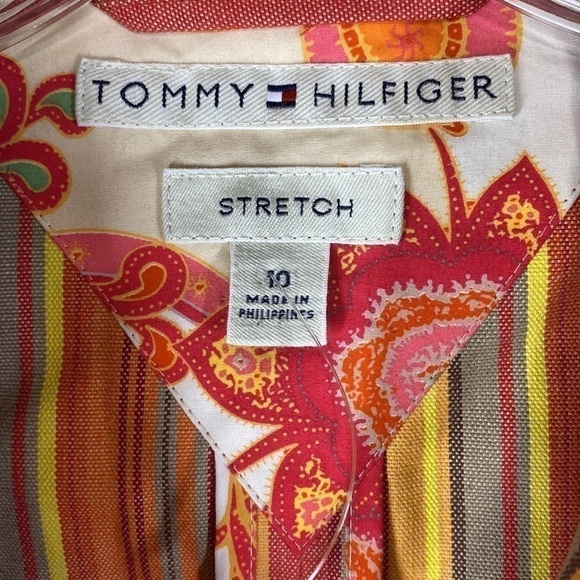 TOMMY HILFIGER
STRETCH
10
MADE IN
PHILIPPINES